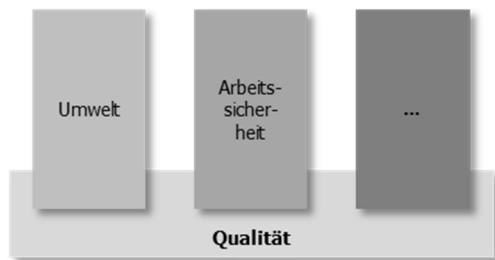 Umwelt
Arbeits-
sicher-
heit
...
Qualität